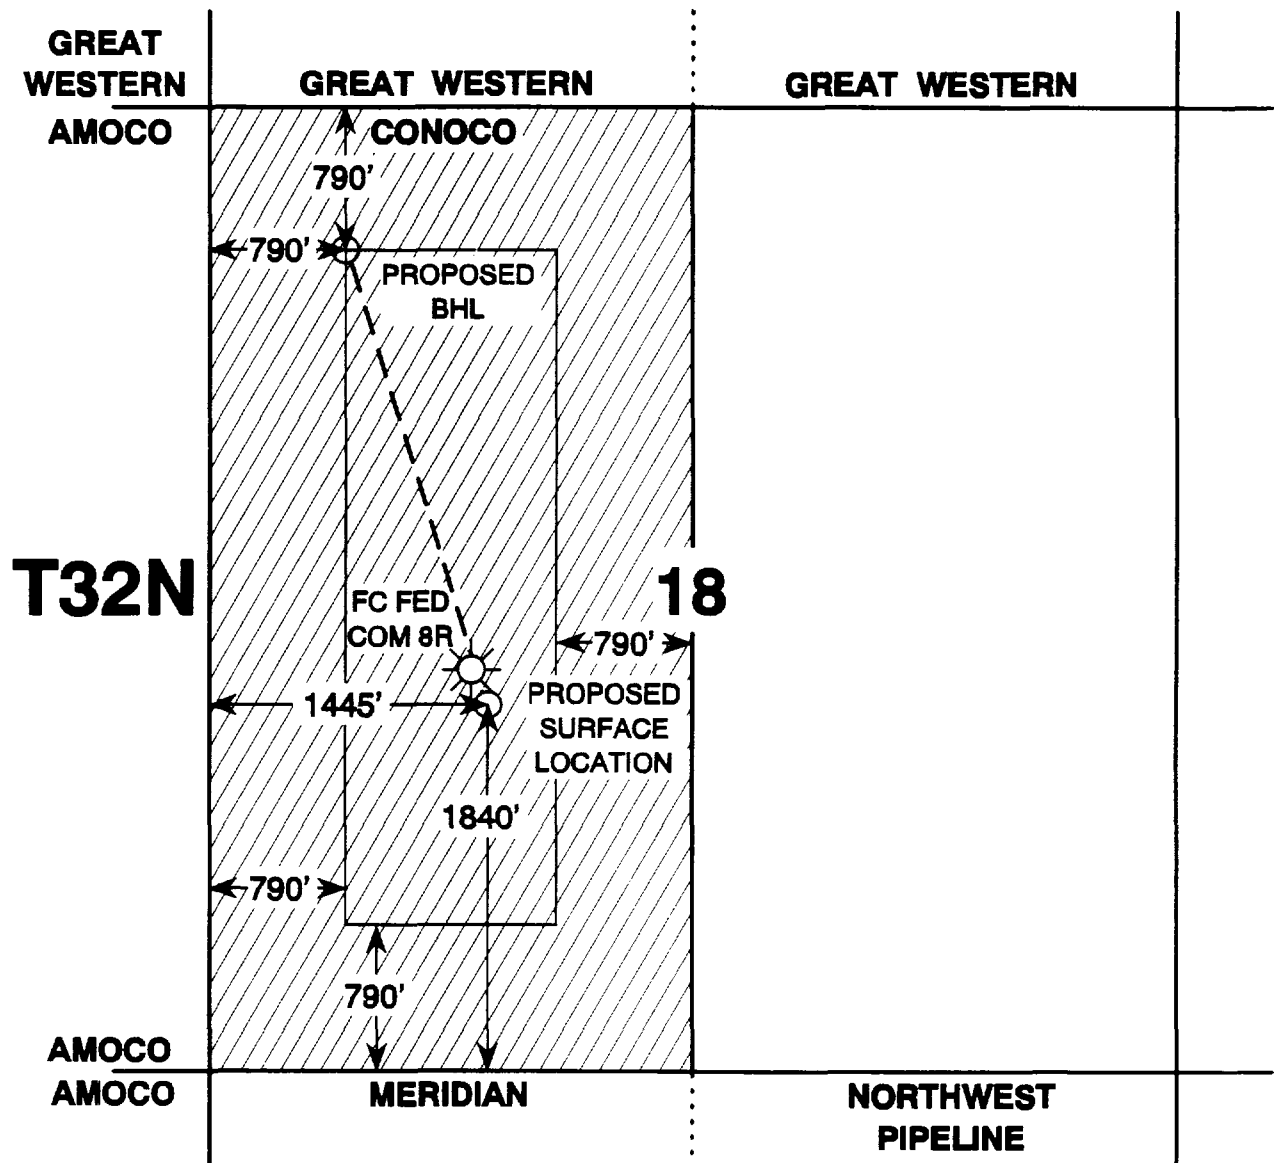 GREAT
WESTERN
GREAT WESTERN
GREAT WESTERN
AMOCO
CONOCO
790'
790'
PROPOSED
BHL
T32N
18
FC FED
COM 8R
790'
1445'
PROPOSED
SURFACE
LOCATION
1840'
790'
790'
AMOCO
AMOCO
MERIDIAN
NORTHWEST
PIPELINE